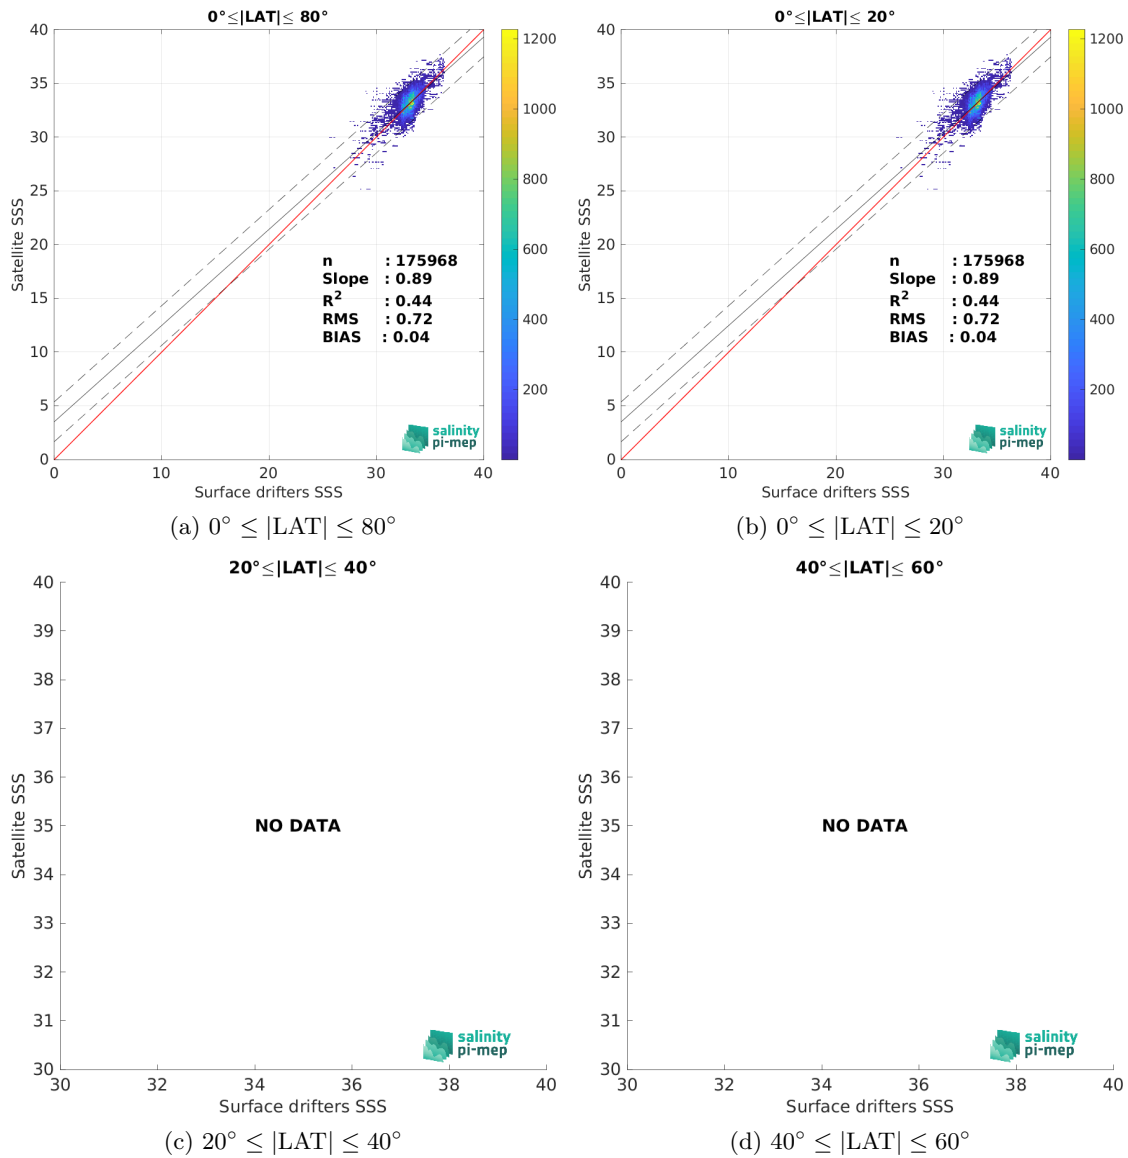 0°≤|LAT|≤ 80°
40
35
30
25
20
15
10
5
0
0
10
20
30
40
Satellite SSS
Surface drifters SSS
n : 175968
Slope : 0.89
R² : 0.44
RMS : 0.72
BIAS : 0.04
salinity
pi-mep
1200
1000
800
600
400
200
(a) 0° ≤ |LAT| ≤ 80°
0°≤|LAT|≤ 20°
40
35
30
25
20
15
10
5
0
0
10
20
30
40
Satellite SSS
Surface drifters SSS
n : 175968
Slope : 0.89
R² : 0.44
RMS : 0.72
BIAS : 0.04
salinity
pi-mep
1200
1000
800
600
400
200
(b) 0° ≤ |LAT| ≤ 20°
20°≤|LAT|≤ 40°
40
39
38
37
36
35
34
33
32
31
30
30
32
34
36
38
40
Satellite SSS
NO DATA
salinity
pi-mep
Surface drifters SSS
(c) 20° ≤ |LAT| ≤ 40°
40°≤|LAT|≤ 60°
40
39
38
37
36
35
34
33
32
31
30
30
32
34
36
38
40
Satellite SSS
NO DATA
salinity
pi-mep
Surface drifters SSS
(d) 40° ≤ |LAT| ≤ 60°